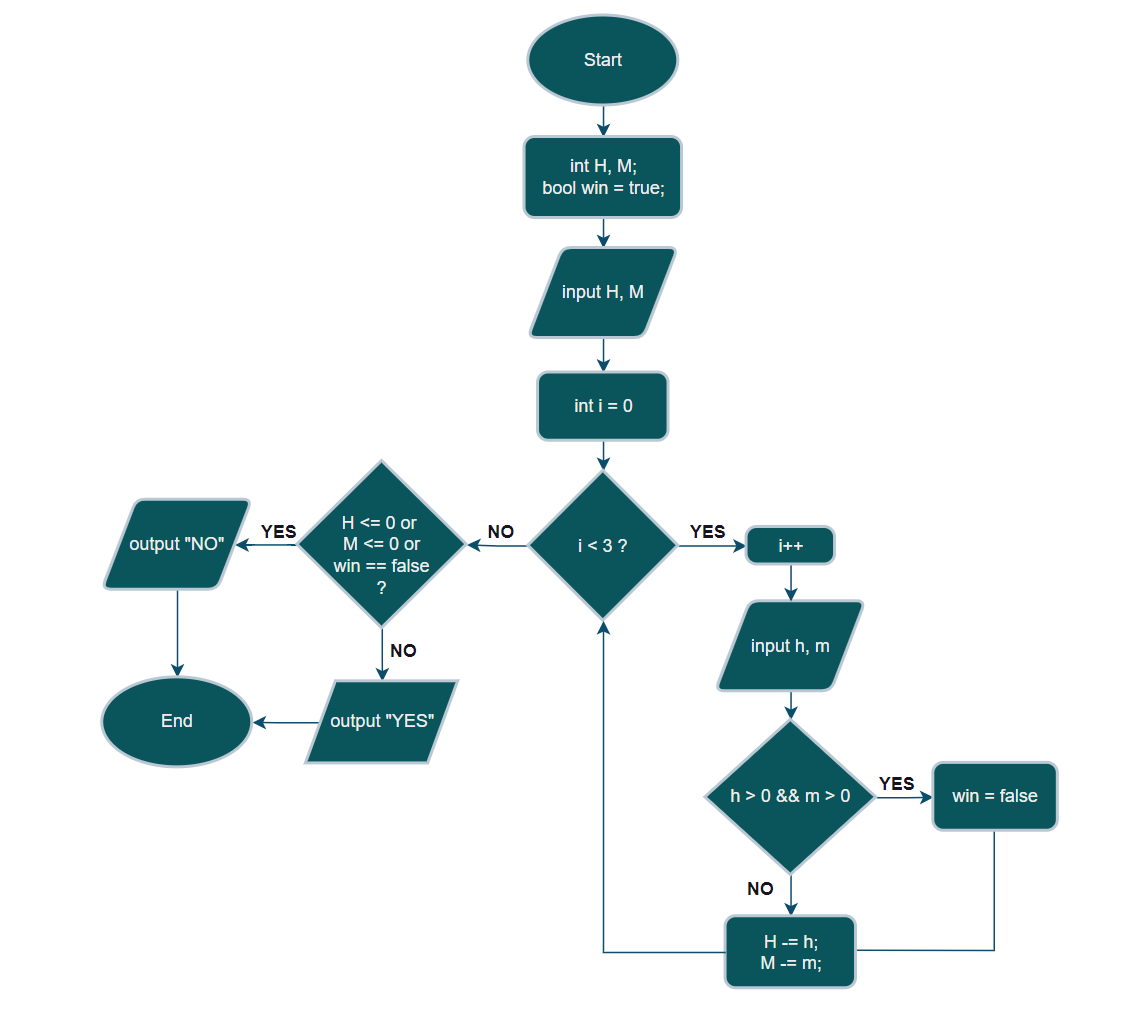 Start
int H, M;
bool win = true;
input H, M
int i = 0
i < 3 ?
NO
YES
H <= 0 or
M <= 0 or
win == false
?
YES
output "NO"
NO
output "YES"
End
i++
input h, m
h > 0 && m > 0
YES
win = false
NO
H -= h;
M -= m;